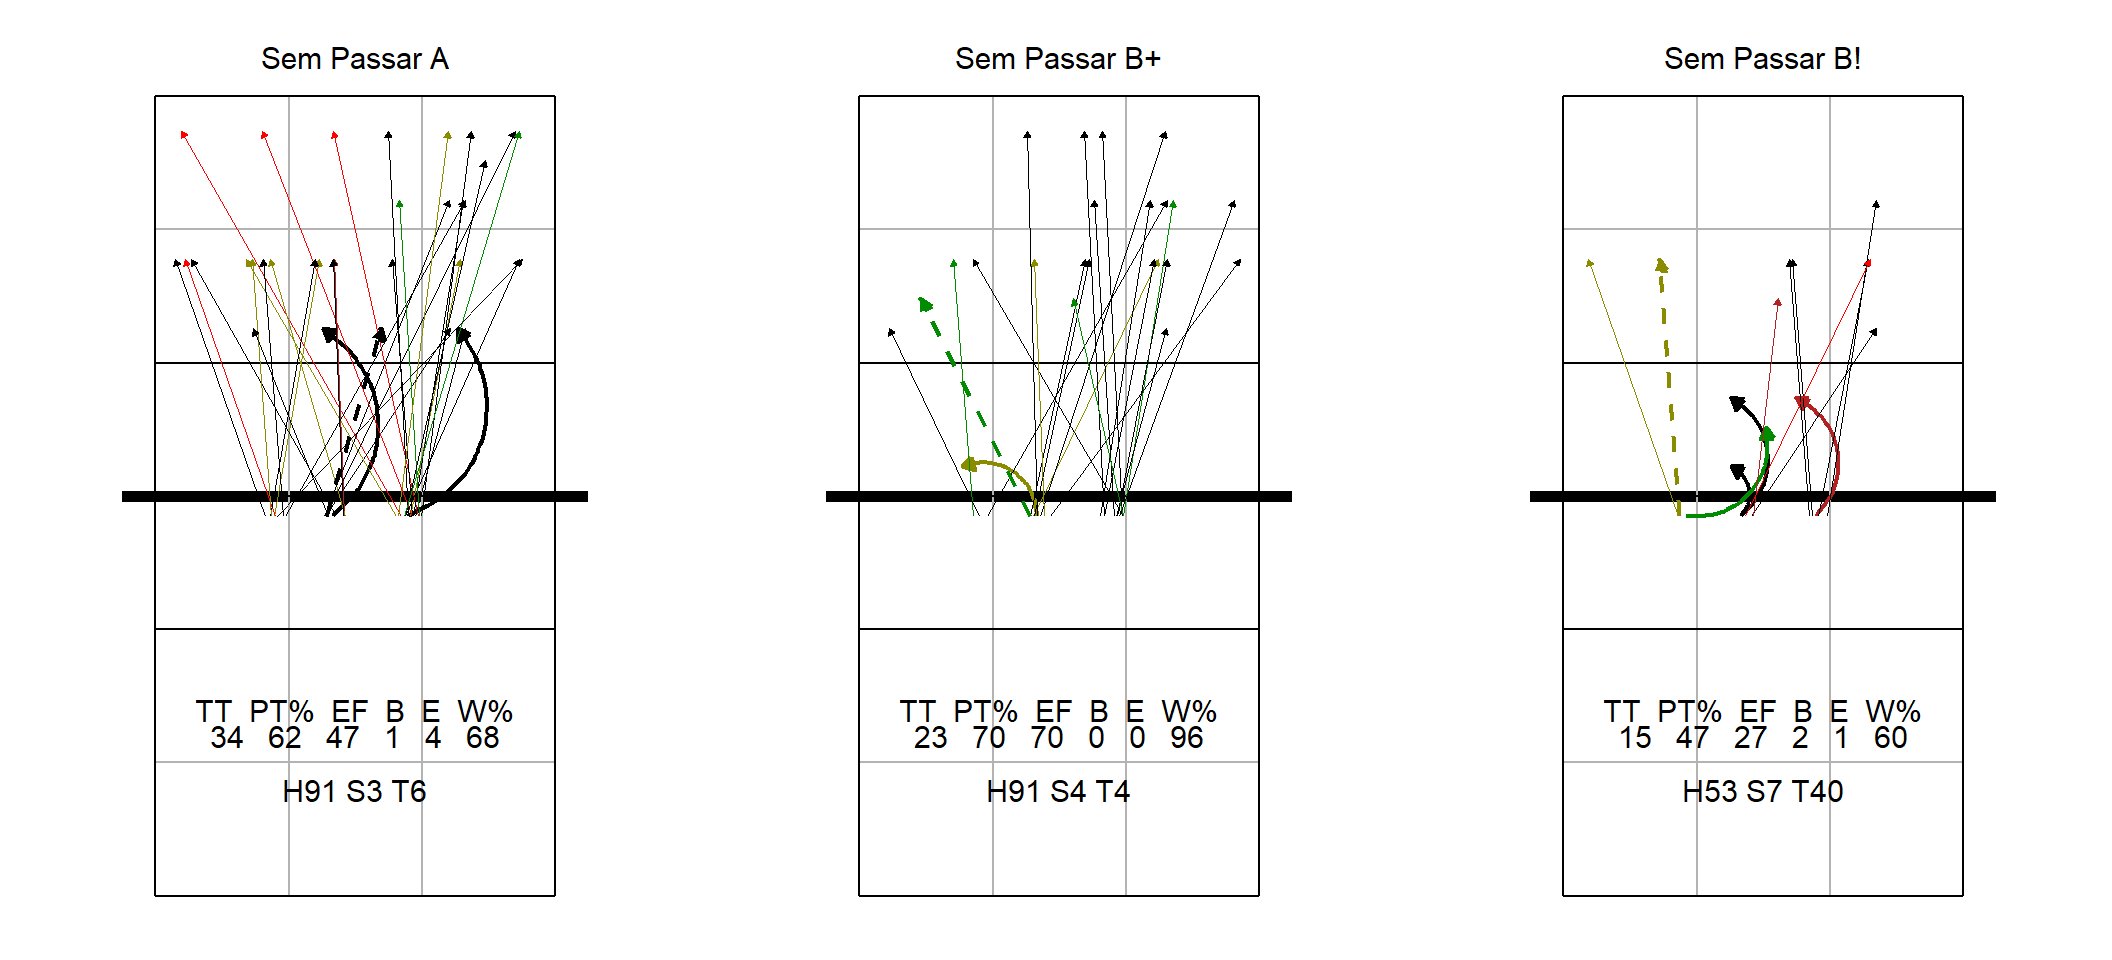 Sem Passar A
TT PT% EF B E W%
34 62 47 1 4 68
H91 S3 T6
Sem Passar B+
TT PT% EF B E W%
23 70 70 0 0 96
H91 S4 T4
Sem Passar B!
TT PT% EF B E W%
15 47 27 2 1 60
H53 S7 T40